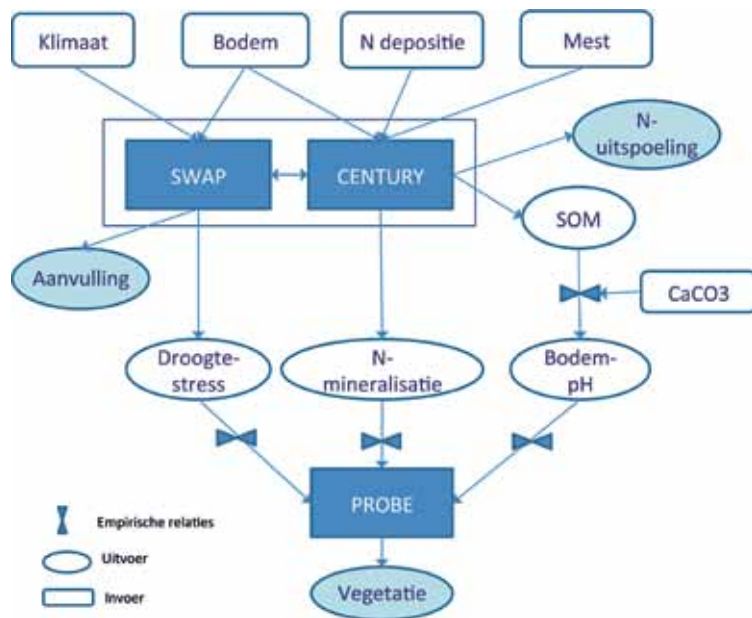 Klimaat
Bodem
N depositie
Mest
N-
uitspoeling
SWAP
CENTURY
SOM
Aanvulling
CaCO3
Droogte-
stress
N-
mineralisatie
Bodem-
pH
PROBE
Empirische relaties
Uitvoer
Vegetatie
Invoer